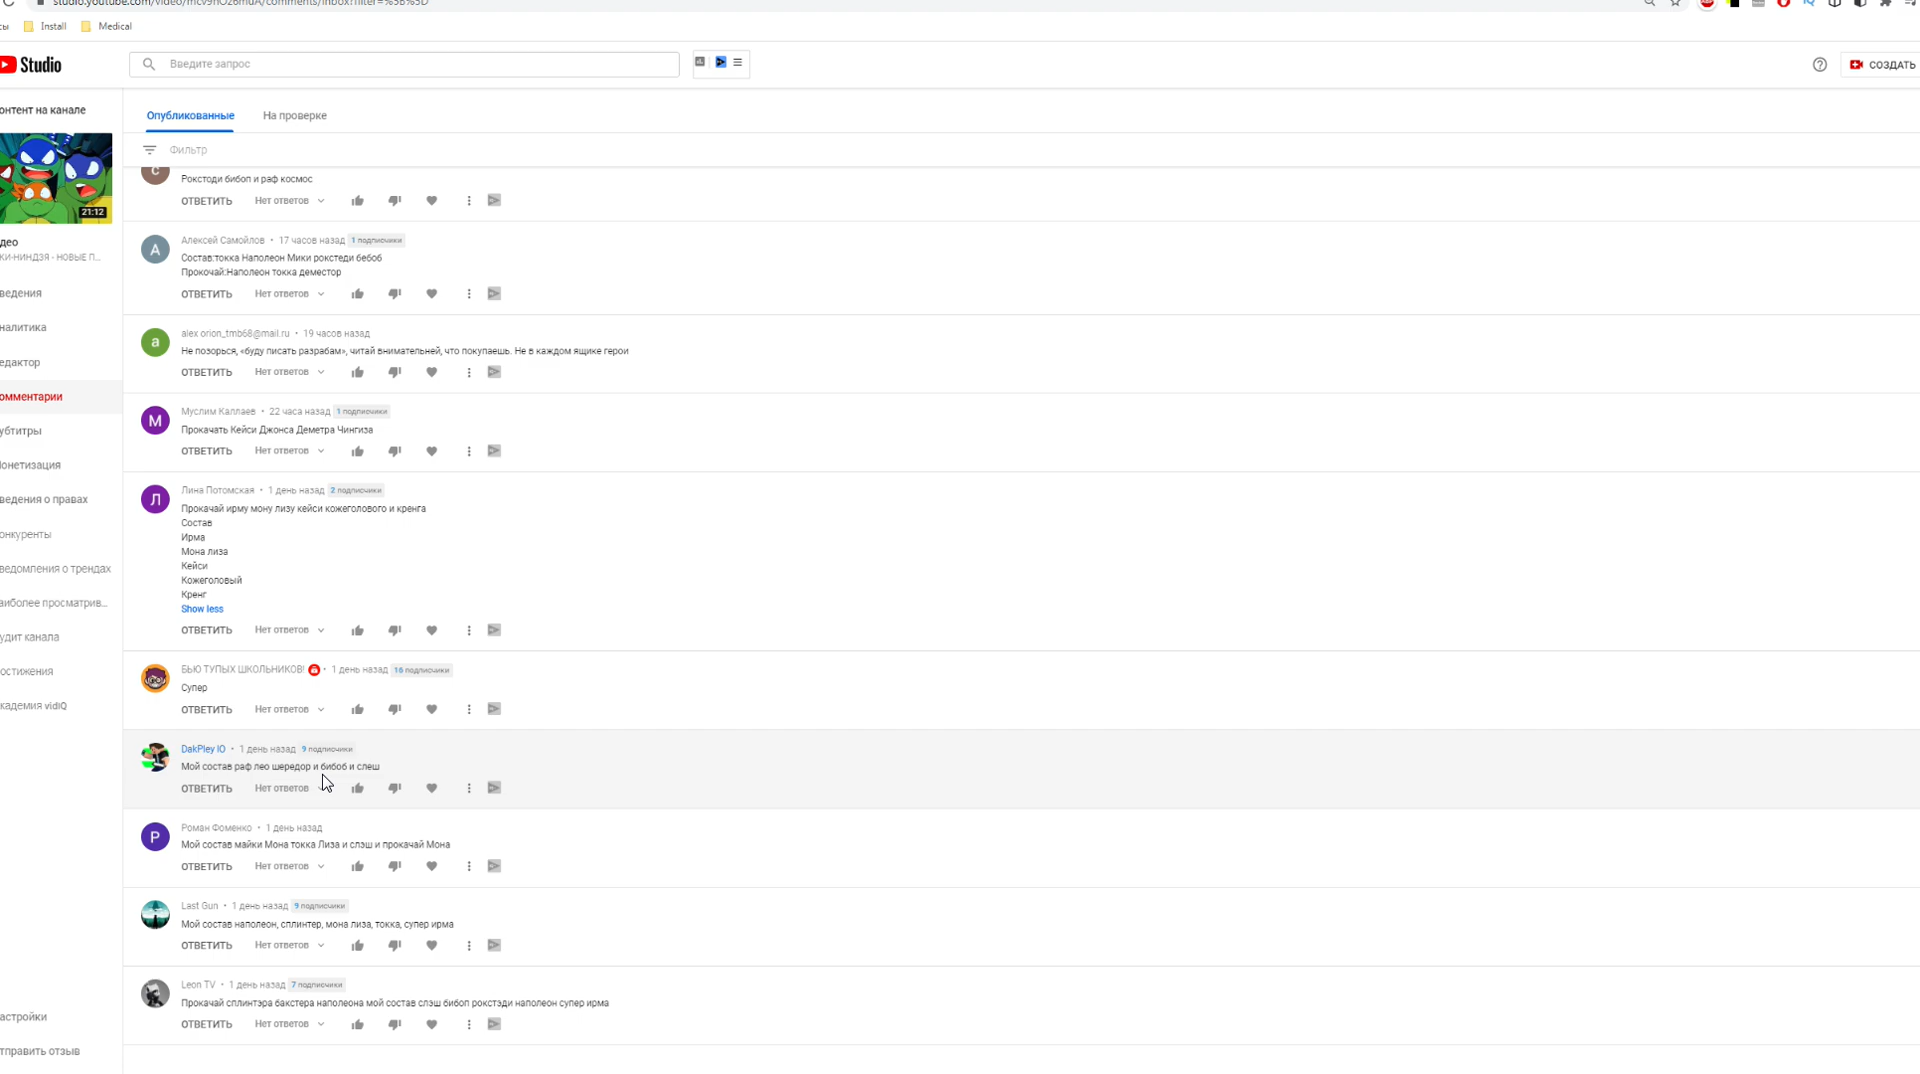 studio.youtube.com/video/mcv9hOz6muA/comments/inbox?filter=%5B%5D
Install
Medical
Studio
Введите запрос
СОЗДАТЬ
онтент на канале
21:12
део
ки-ниндзя - новые п...
ведения
налитика
едактор
омментарии
убтитры
онетизация
ведения о правах
онкуренты
ведомления о трендах
аиболее просматрив...
удит канала
остижения
кадемия vidIQ
астройки
тправить отзыв
Опубликованные
На проверке
Фильтр
Рокстоди бибоп и раф космос
ОТВЕТИТЬ Нет ответов
Алексей Самойлов • 17 часов назад 1 подписчики
Состав:токка Наполеон Мики рокстеди бебоб
Прокочай:Наполеон токка деместор
ОТВЕТИТЬ Нет ответов
alex orion_tmb68@mail.ru • 19 часов назад
Не позорься, «буду писать разрабам», читай внимательней, что покупаешь. Не в каждом ящике герои
ОТВЕТИТЬ Нет ответов
Муслим Каллаев • 22 часа назад 1 подписчики
Прокачать Кейси Джонса Деметра Чингиза
ОТВЕТИТЬ Нет ответов
Лина Потомская • 1 день назад 2 подписчики
Прокачай ирму мону лизу кейси кожеголового и кренга
Состав
Ирма
Мона лиза
Кейси
Кожеголовый
Кренг
Show less
ОТВЕТИТЬ Нет ответов
БЬЮ ТУПЫХ ШКОЛЬНИКОВ! • 1 день назад 16 подписчики
Супер
ОТВЕТИТЬ Нет ответов
DakPley IO • 1 день назад 9 подписчики
Мой состав раф лео шередор и бибоб и слеш
ОТВЕТИТЬ Нет ответов
Роман Фоменко • 1 день назад
Мой состав майки Мона токка Лиза и слэш и прокачай Мона
ОТВЕТИТЬ Нет ответов
Last Gun • 1 день назад 9 подписчики
Мой состав наполеон, сплинтер, мона лиза, токка, супер ирма
ОТВЕТИТЬ Нет ответов
Leon TV • 1 день назад 7 подписчики
Прокачай сплинтэра бакстера наполеона мой состав слэш бибоп рокстэди наполеон супер ирма
ОТВЕТИТЬ Нет ответов